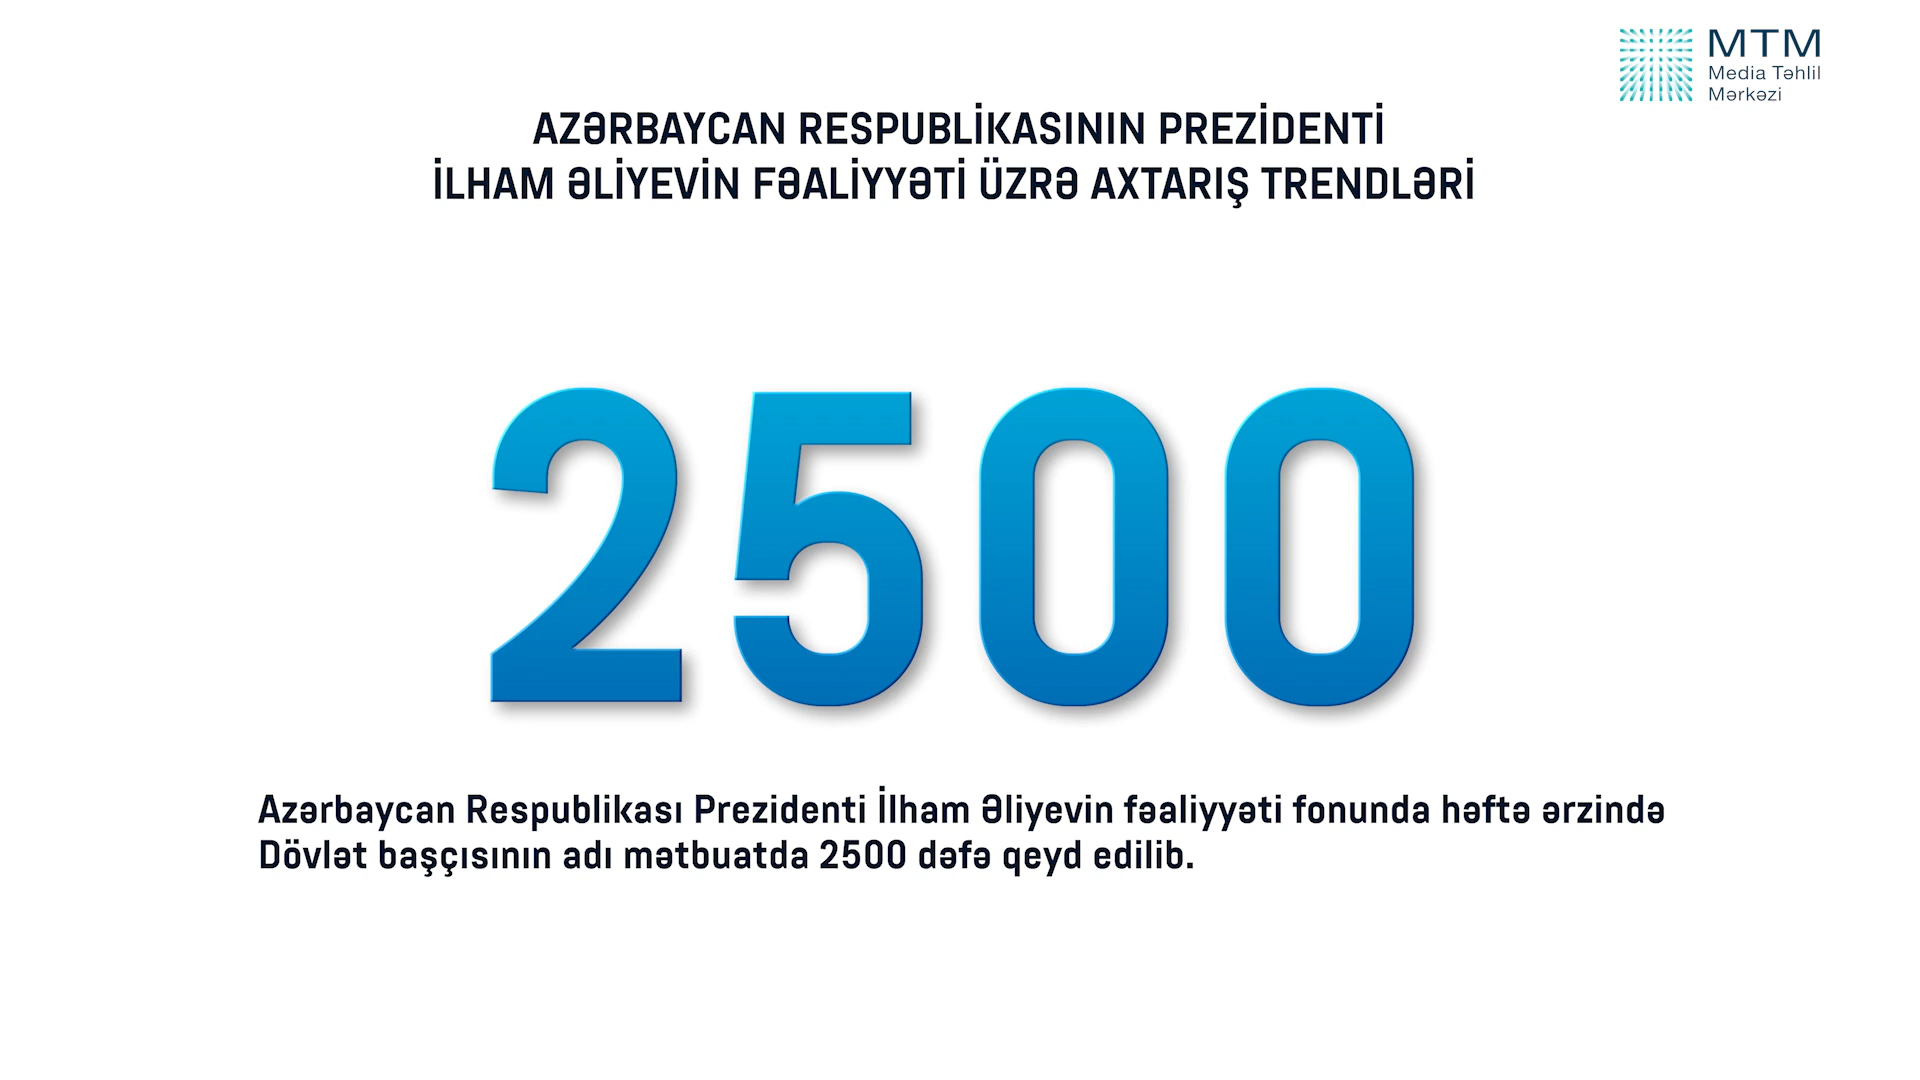 MTM
Media Təhlil
Mərkəzi
AZƏRBAYCAN RESPUBLİKASININ PREZİDENTİ
İLHAM ƏLİYEVİN FƏALİYYƏTİ ÜZRƏ AXTARIŞ TRENDLƏRİ
2500
Azərbaycan Respublikası Prezidenti İlham Əliyevin fəaliyyəti fonunda həftə ərzində
Dövlət başçısının adı mətbuatda 2500 dəfə qeyd edilib.